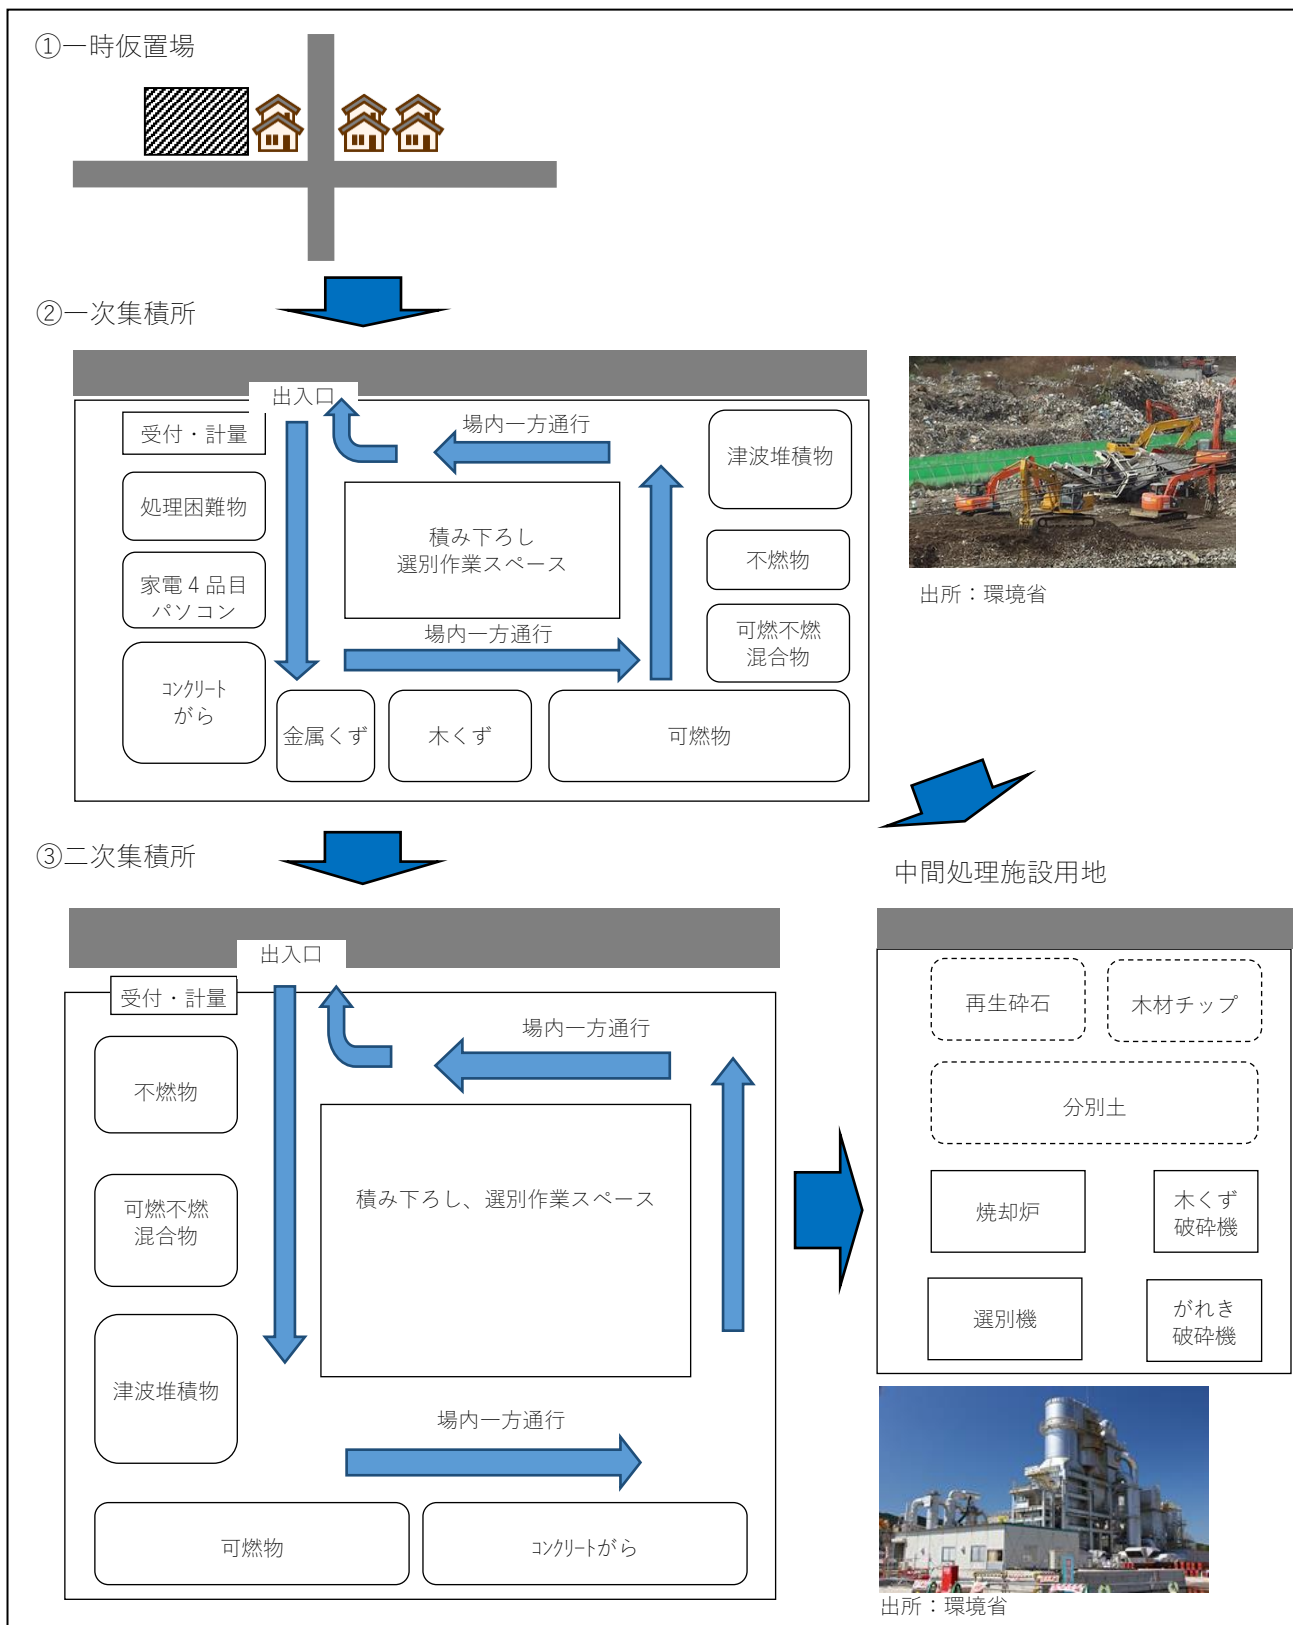 ①一時仮置場
②一次集積所
出入口
受付・計量
場内一方通行
津波堆積物
処理困難物
積み下ろし
選別作業スペース
不燃物
家電４品目
パソコン
場内一方通行
可燃不燃
混合物
ｺﾝｸﾘｰﾄ
がら
金属くず
木くず
可燃物
出所：環境省
③二次集積所
出入口
受付・計量
場内一方通行
不燃物
可燃不燃
混合物
積み下ろし、選別作業スペース
津波堆積物
場内一方通行
可燃物
ｺﾝｸﾘｰﾄがら
中間処理施設用地
再生砕石
木材チップ
分別土
焼却炉
木くず
破砕機
選別機
がれき
破砕機
出所：環境省